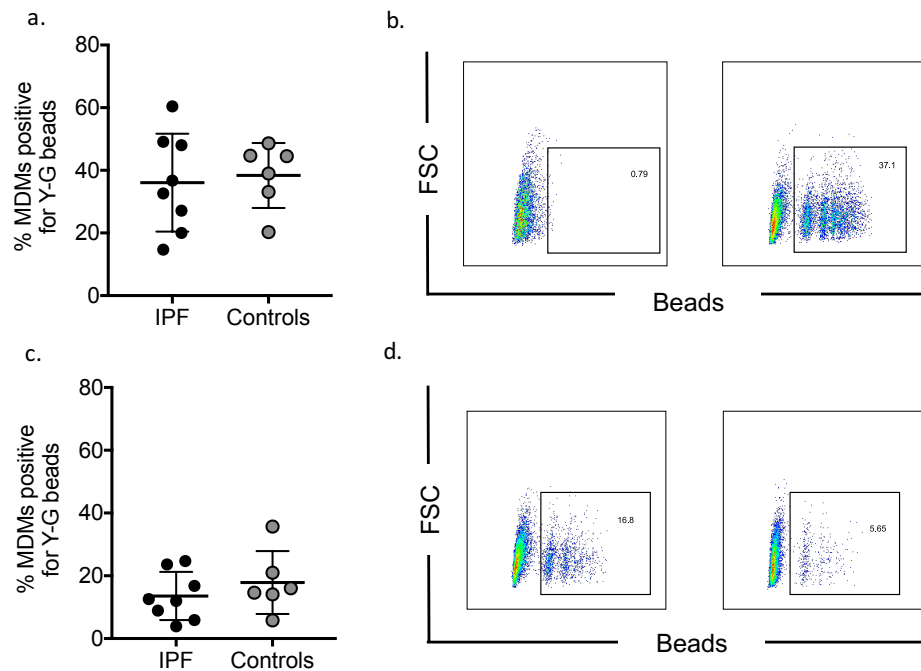 a.
% MDMs positive
for Y-G beads
80
60
40
20
0
IPF
Controls
b.
FSC
0.79
37.1
Beads
c.
% MDMs positive
for Y-G beads
80
60
40
20
0
IPF
Controls
d.
FSC
16.8
5.65
Beads